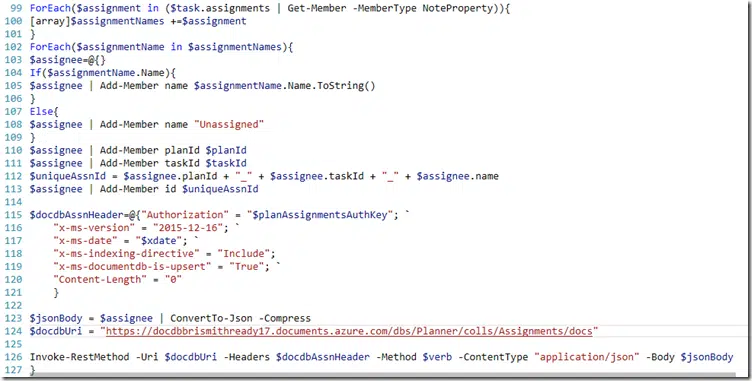 99 ForEach($assignment in ($task.assignments | Get-Member -MemberType NoteProperty)){
100 [array]$assignmentNames +=$assignment
101 }
102 ForEach($assignmentName in $assignmentNames){
103 $assignee=@{}
104 If($assignmentName.Name){
105 $assignee | Add-Member name $assignmentName.Name.ToString()
106 }
107 Else{
108 $assignee | Add-Member name "Unassigned"
109 }
110 $assignee | Add-Member planId $planId
111 $assignee | Add-Member taskId $taskId
112 $uniqueAssnId = $assignee.planId + "_" + $assignee.taskId + "_" + $assignee.name
113 $assignee | Add-Member id $uniqueAssnId
114
115 $docdbAssnHeader=@{"Authorization" = "$planAssignmentsAuthKey"; `
116 "x-ms-version" = "2015-12-16"; `
117 "x-ms-date" = "$xdate"; `
118 "x-ms-indexing-directive" = "Include";
119 "x-ms-documentdb-is-upsert" = "True"; `
120 "Content-Length" = "0"
121 }
122
123 $jsonBody = $assignee | ConvertTo-Json -Compress
124 $docdbUri = "https://docdbbrismithready17.documents.azure.com/dbs/Planner/colls/Assignments/docs"
125
126 Invoke-RestMethod -Uri $docdbUri -Headers $docdbAssnHeader -Method $verb -ContentType "application/json" -Body $jsonBody
127 }